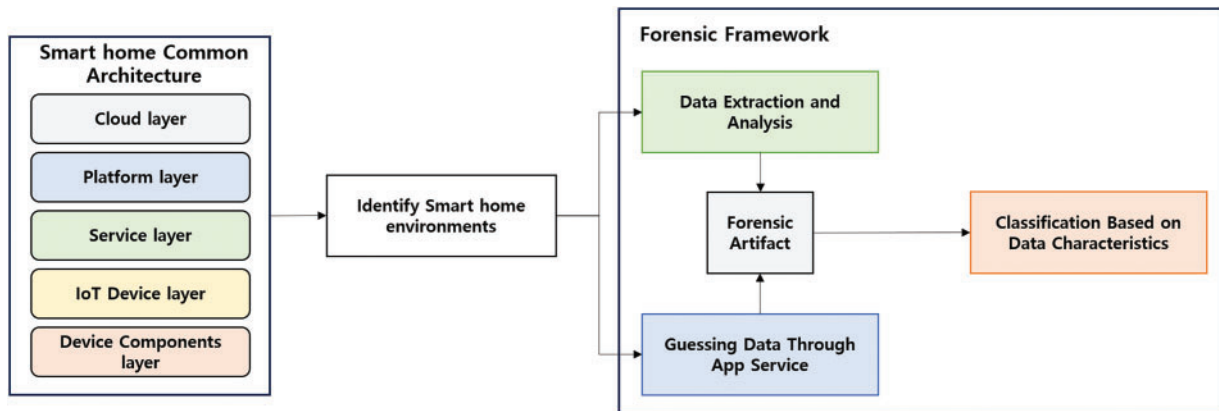 Smart home Common
Architecture
Cloud layer
Platform layer
Service layer
IoT Device layer
Device Components
layer
Identify Smart home
environments
Forensic Framework
Data Extraction and
Analysis
Forensic
Artifact
Guessing Data Through
App Service
Classification Based on
Data Characteristics